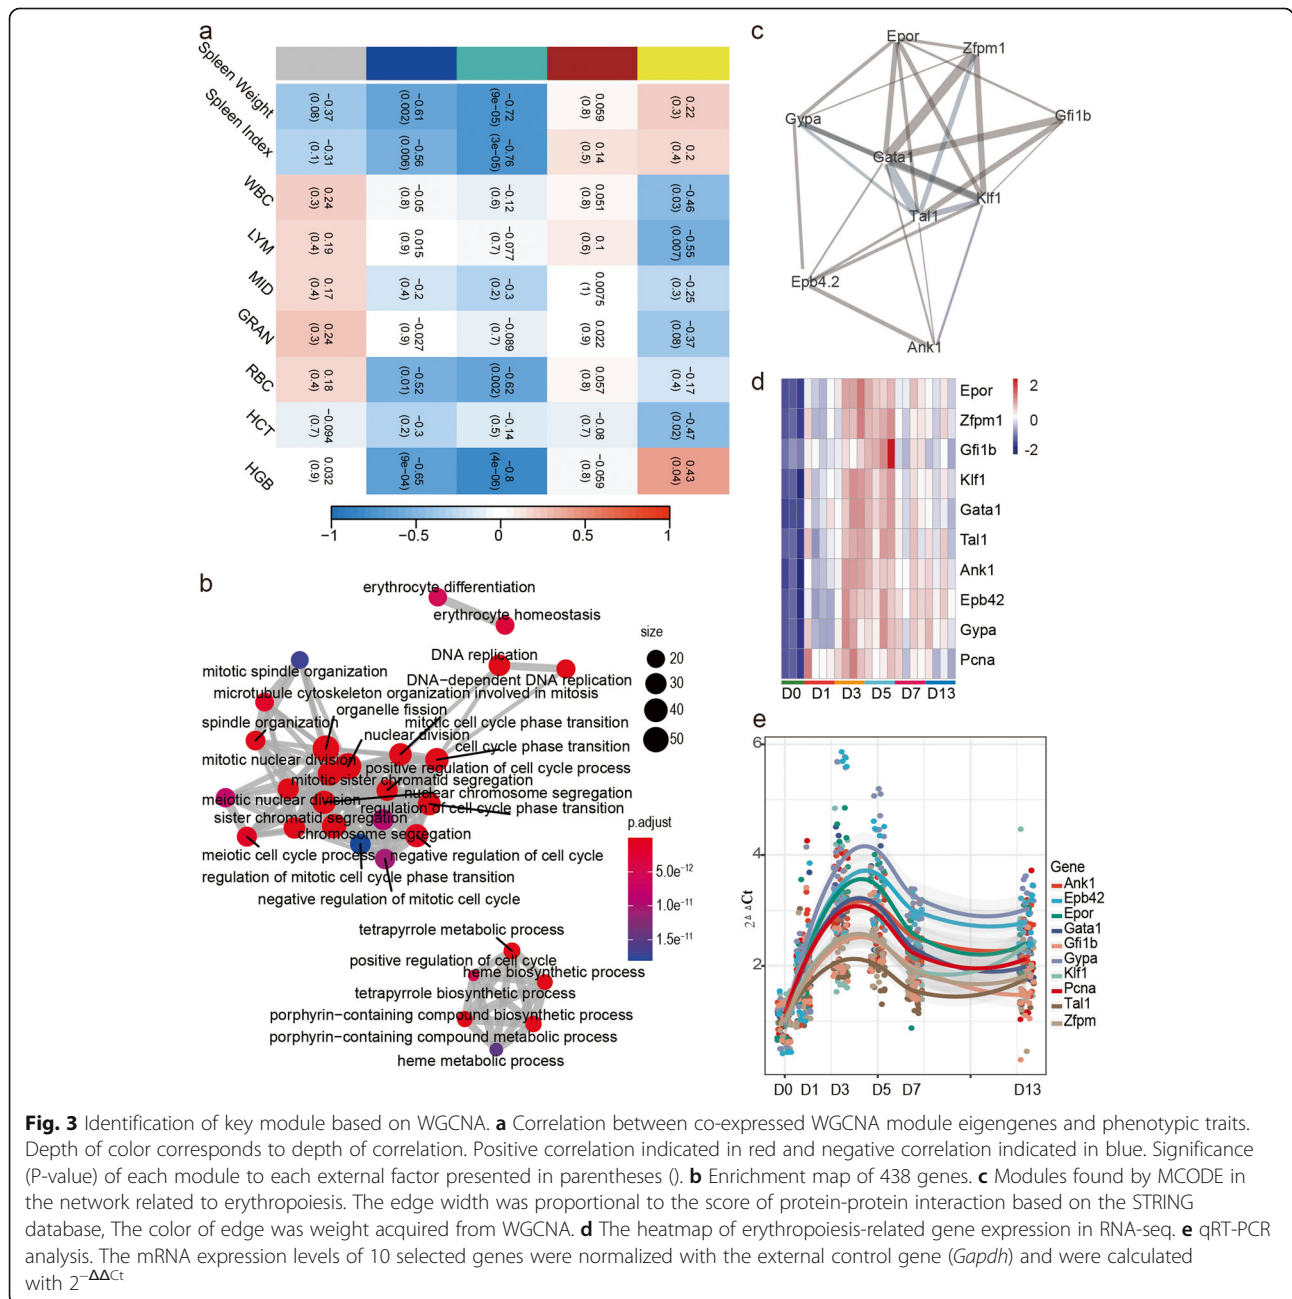 a
Spleen Weight
−0.37
(0.08)
−0.61
(0.002)
−0.72
(9e−05)
0.059
(0.8)
0.22
(0.3)
Spleen Index
−0.31
(0.1)
−0.56
(0.006)
−0.76
(3e−05)
0.14
(0.5)
0.2
(0.4)
WBC
0.24
(0.3)
−0.05
(0.8)
−0.12
(0.6)
0.051
(0.8)
−0.46
(0.03)
LYM
0.19
(0.4)
0.015
(0.9)
−0.077
(0.7)
0.1
(0.6)
−0.55
(0.007)
MID
0.17
(0.4)
−0.2
(0.4)
−0.3
(0.2)
0.0075
(1)
−0.25
(0.3)
GRAN
0.24
(0.3)
−0.027
(0.9)
−0.089
(0.7)
0.022
(0.9)
−0.37
(0.08)
RBC
0.18
(0.4)
−0.52
(0.01)
−0.62
(0.002)
0.057
(0.8)
−0.17
(0.4)
HCT
−0.094
(0.7)
−0.3
(0.2)
−0.14
(0.5)
−0.08
(0.7)
−0.47
(0.02)
HGB
0.032
(0.9)
−0.65
(9e−04)
−0.8
(4e−06)
−0.059
(0.8)
0.43
(0.04)
−1 −0.5 0 0.5 1
b
erythrocyte differentiation
erythrocyte homeostasis
DNA replication
mitotic spindle organization
DNA−dependent DNA replication
microtubule cytoskeleton organization involved in mitosis
organelle fission
spindle organization
mitotic cell cycle phase transition
nuclear division
cell cycle phase transition
mitotic nuclear division
positive regulation of cell cycle process
mitotic sister chromatid segregation
nuclear chromosome segregation
meiotic nuclear division
regulation of cell cycle phase transition
sister chromatid segregation
chromosome segregation
meiotic cell cycle process
negative regulation of cell cycle
regulation of mitotic cell cycle phase transition
negative regulation of mitotic cell cycle
tetrapyrrole metabolic process
positive regulation of cell cycle
heme biosynthetic process
tetrapyrrole biosynthetic process
porphyrin−containing compound biosynthetic process
porphyrin−containing compound metabolic process
heme metabolic process
size
20
30
40
50
p.adjust
5.0e−12
1.0e−11
1.5e−11
c
Epor
Zfpm1
Gypa
Gfi1b
Gata1
Klf1
Tal1
Epb4.2
Ank1
d
Epor
Zfpm1
Gfi1b
Klf1
Gata1
Tal1
Ank1
Epb42
Gypa
Pcna
2
0
-2
D0 D1 D3 D5 D7 D13
e
6
4
2
2Δ ΔCt
D0 D1 D3 D5 D7 D13
Gene
Ank1
Epb42
Epor
Gata1
Gfi1b
Gypa
Klf1
Pcna
Tal1
Zfpm
Fig. 3 Identification of key module based on WGCNA. a Correlation between co-expressed WGCNA module eigengenes and phenotypic traits.
Depth of color corresponds to depth of correlation. Positive correlation indicated in red and negative correlation indicated in blue. Significance
(P-value) of each module to each external factor presented in parentheses (). b Enrichment map of 438 genes. c Modules found by MCODE in
the network related to erythropoiesis. The edge width was proportional to the score of protein-protein interaction based on the STRING
database, The color of edge was weight acquired from WGCNA. d The heatmap of erythropoiesis-related gene expression in RNA-seq. e qRT-PCR
analysis. The mRNA expression levels of 10 selected genes were normalized with the external control gene (Gapdh) and were calculated
with 2−ΔΔCt